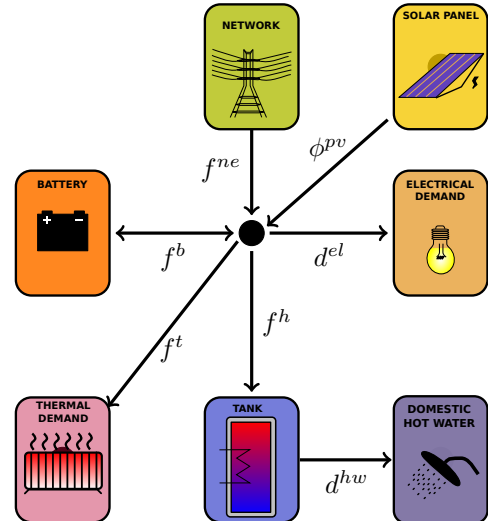 NETWORK
SOLAR PANEL
ϕ^{pv}
f^{ne}
BATTERY
+ −
ELECTRICAL
DEMAND
f^{b}
d^{el}
f^{h}
f^{t}
THERMAL
DEMAND
TANK
DOMESTIC
HOT WATER
d^{hw}